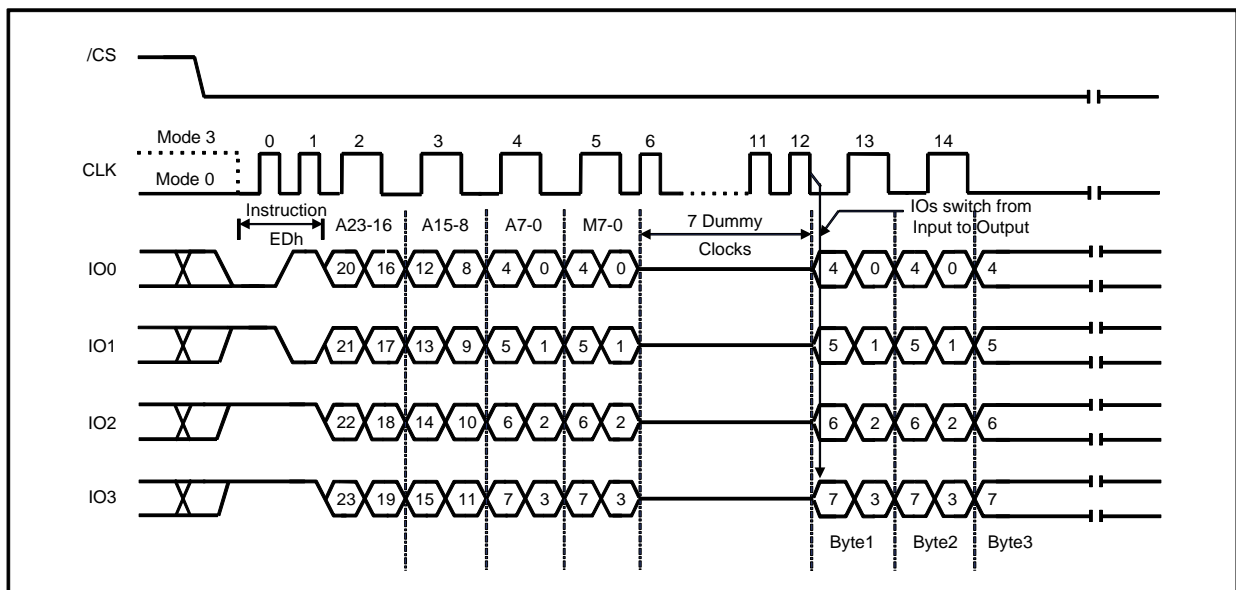 /CS
Mode 3
0 1 2 3 4 5 6 11 12 13 14
CLK
Mode 0
Instruction A23-16 A15-8 A7-0 M7-0 7 Dummy IOs switch from
EDh Clocks Input to Output
IO0 20 16 12 8 4 0 4 0 4 0 4 0 4
IO1 21 17 13 9 5 1 5 1 5 1 5 1 5
IO2 22 18 14 10 6 2 6 2 6 2 6 2 6
IO3 23 19 15 11 7 3 7 3 7 3 7 3 7
Byte1 Byte2 Byte3